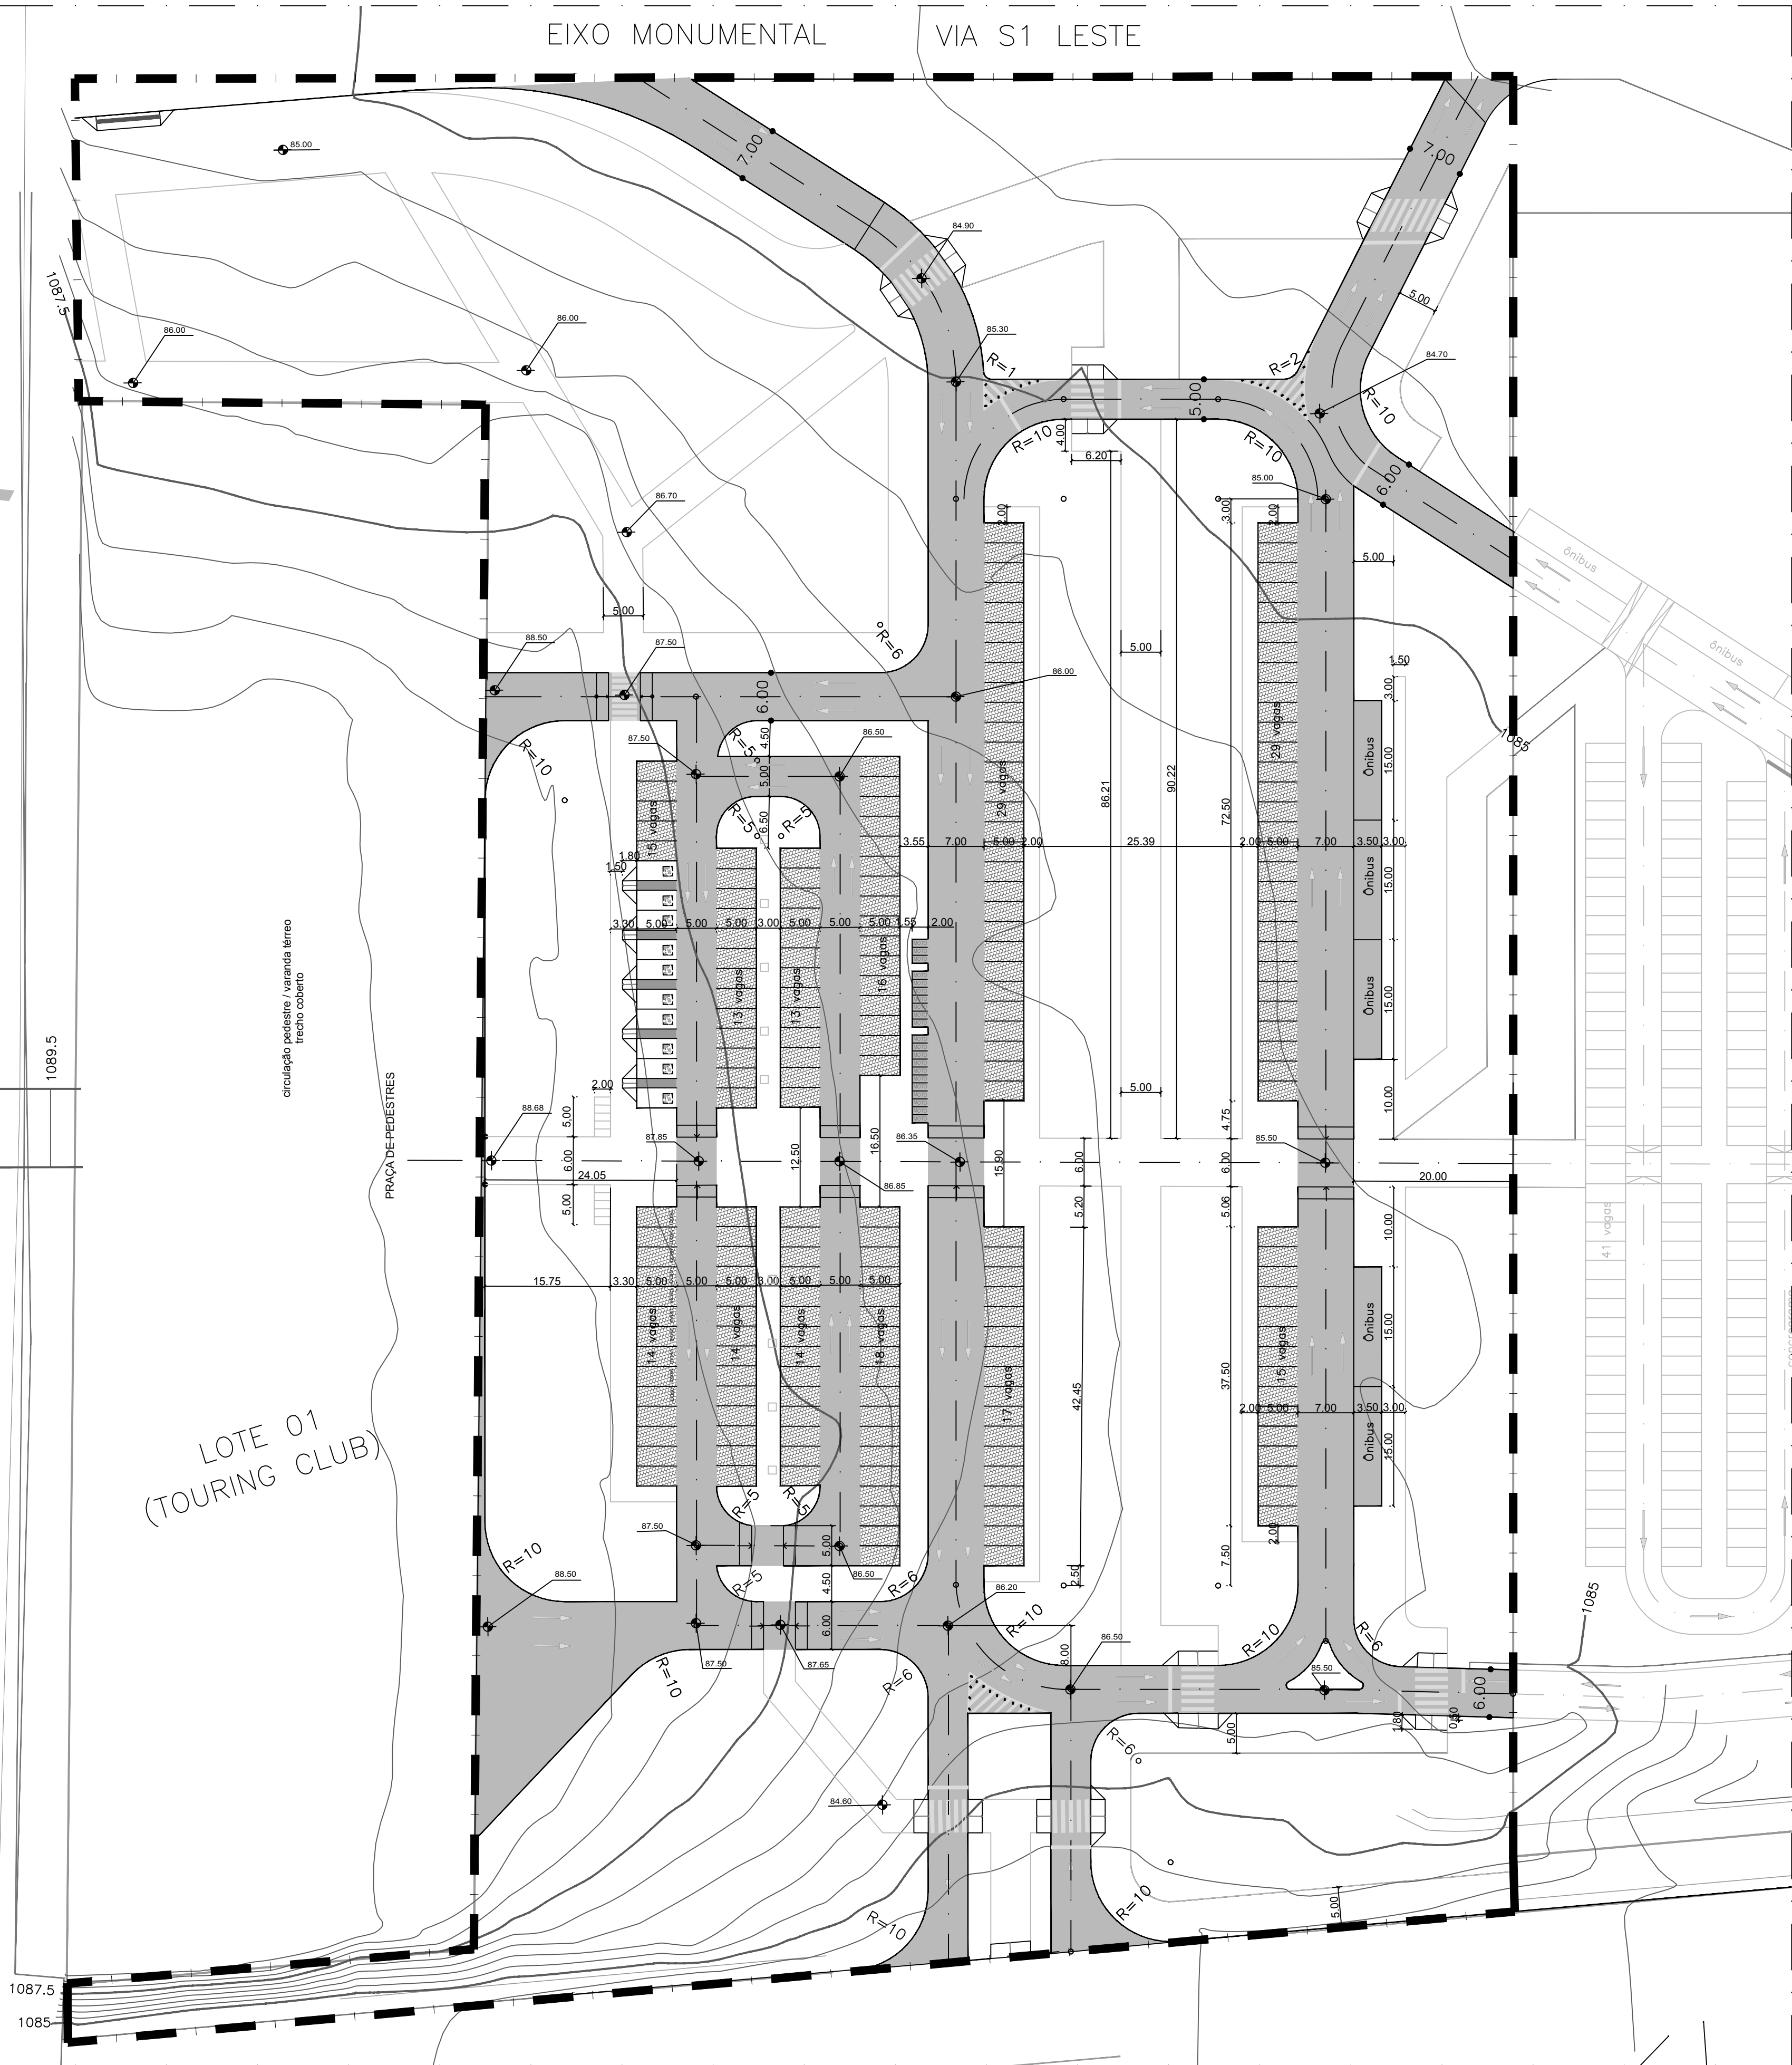 EIXO MONUMENTAL VIA S1 LESTE
85.00
7.00
7.00
84.90
1087.5
5.00
86.00
86.00
85.30
R=1
R=2
84.70
5.00
R=10
R=10
R=10
4.00
6.20
6.00
86.70
85.00
3.00
2.00
2.00
ônibus
5.00
5.00
R=6
88.50
87.50
5.00
ônibus
1.50
86.00
6.00
3.00
87.50
R=5
4.50
86.50
29 vagas
1085
R=10
5.00
29 vagas
Ônibus
15.00
86.21
90.22
72.50
R=5
6.50
R=5
15 vagas
3.55
7.00
5.00
2.00
25.39
2.00
5.00
7.00
3.50
3.00
1.80
1.50
Ônibus
15.00
3.30
5.00
5.00
5.00
3.00
5.00
5.00
5.00
1.55
2.00
circulação pedestre / varanda térreo
trecho coberto
13 vagas
13 vagas
16 vagas
Ônibus
15.00
1089.5
PRAÇA DE PEDESTRES
2.00
5.00
5.00
10.00
4.75
88.68
87.85
86.35
85.50
6.00
12.50
16.50
15.90
6.00
6.00
24.05
86.85
20.00
5.00
5.20
5.06
10.00
41 vagas
15.75
3.30
5.00
5.00
5.00
3.00
5.00
5.00
5.00
14 vagas
14 vagas
14 vagas
18 vagas
17 vagas
42.45
37.50
15 vagas
Ônibus
15.00
2.00
5.00
7.00
3.50
3.00
LOTE 01
(TOURING CLUB)
Ônibus
15.00
R=5
R=5
87.50
5.00
86.50
2.00
7.50
2.50
R=10
88.50
R=5
4.50
R=6
86.20
1085
6.00
R=10
R=10
R=6
86.50
8.00
87.50
87.65
R=10
R=6
85.50
6.00
1.80
0.50
5.00
R=6
84.60
R=10
R=10
5.00
1087.5
1085